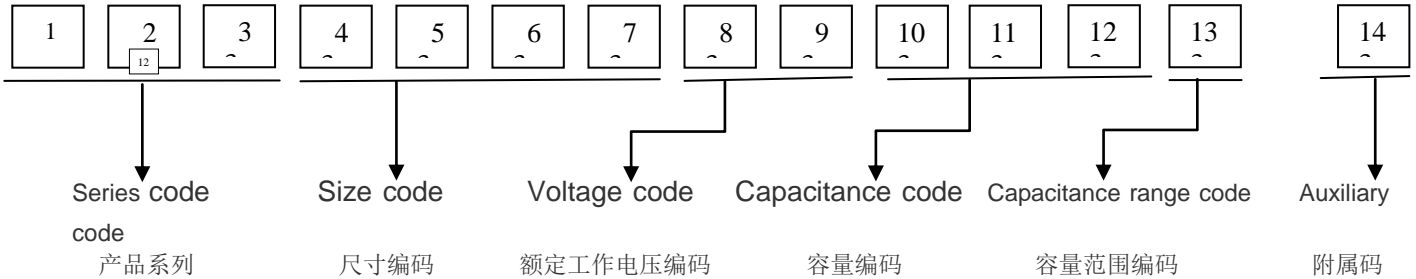 1 2 3 4 5 6 7 8 9 10 11 12 13 14
12
Series code Size code Voltage code Capacitance code Capacitance range code Auxiliary
code
产品系列 尺寸编码 额定工作电压编码 容量编码 容量范围编码 附属码